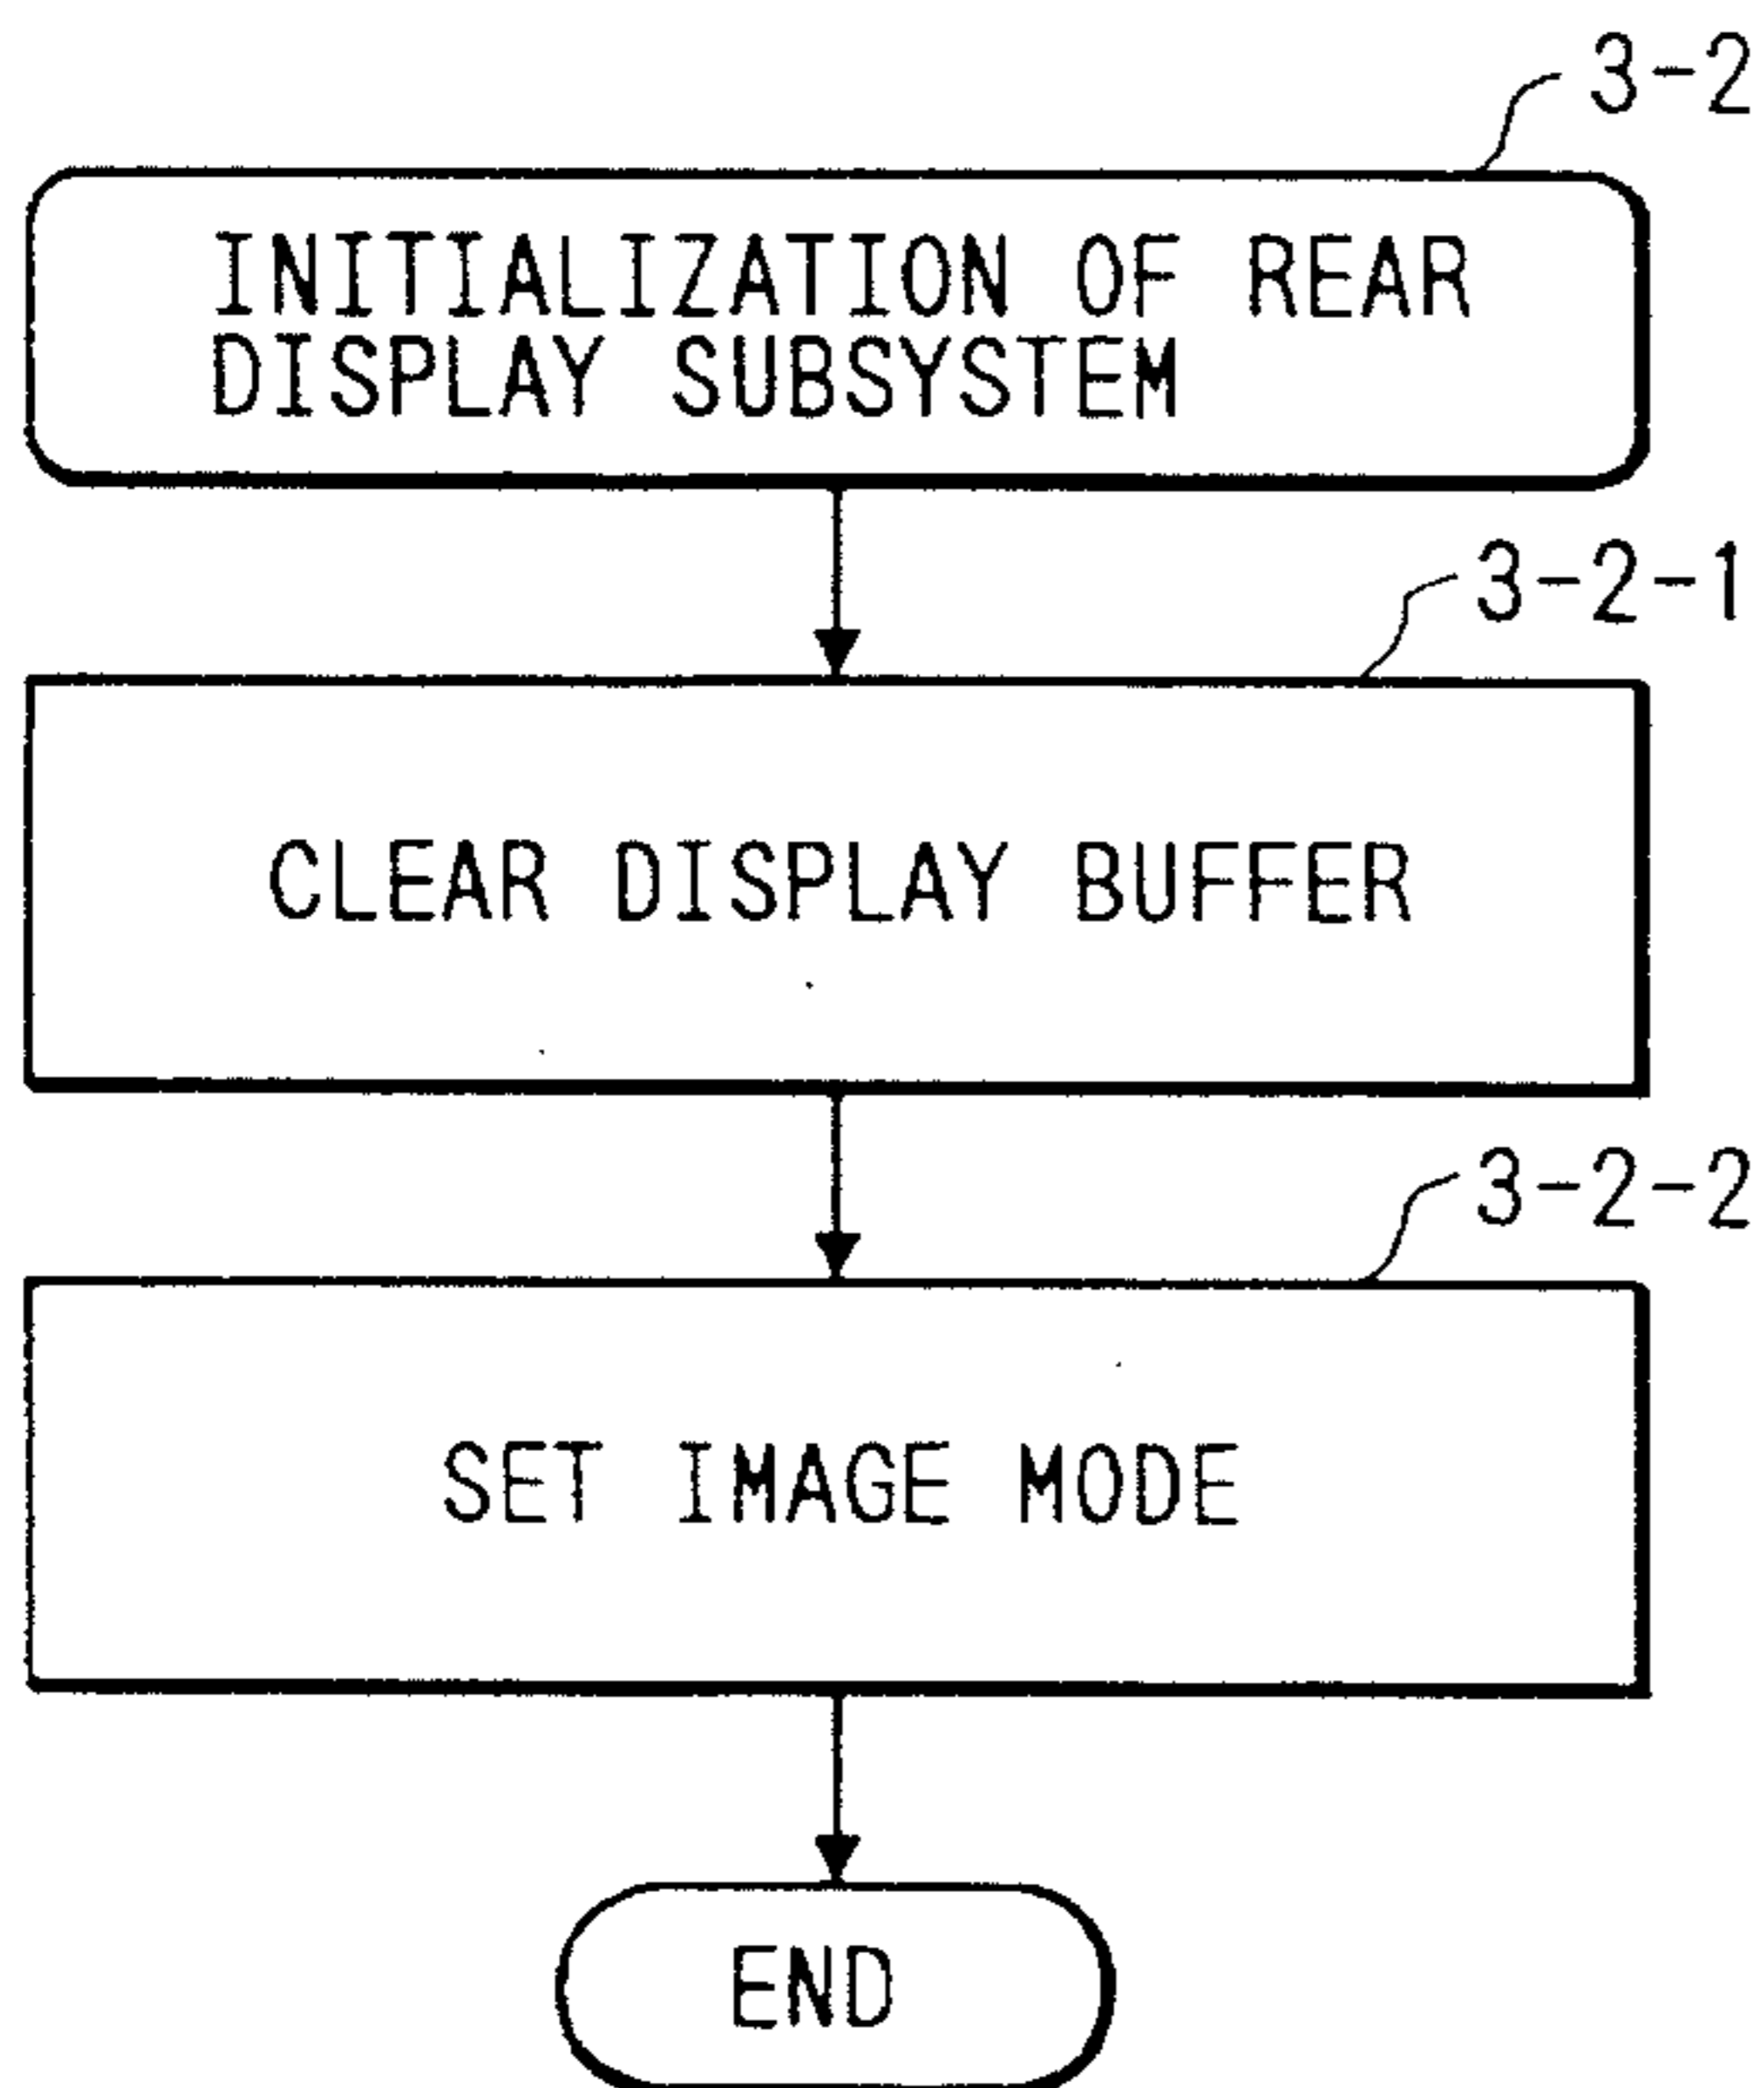 3-2
INITIALIZATION OF REAR
DISPLAY SUBSYSTEM
3-2-1
CLEAR DISPLAY BUFFER
3-2-2
SET IMAGE MODE
END